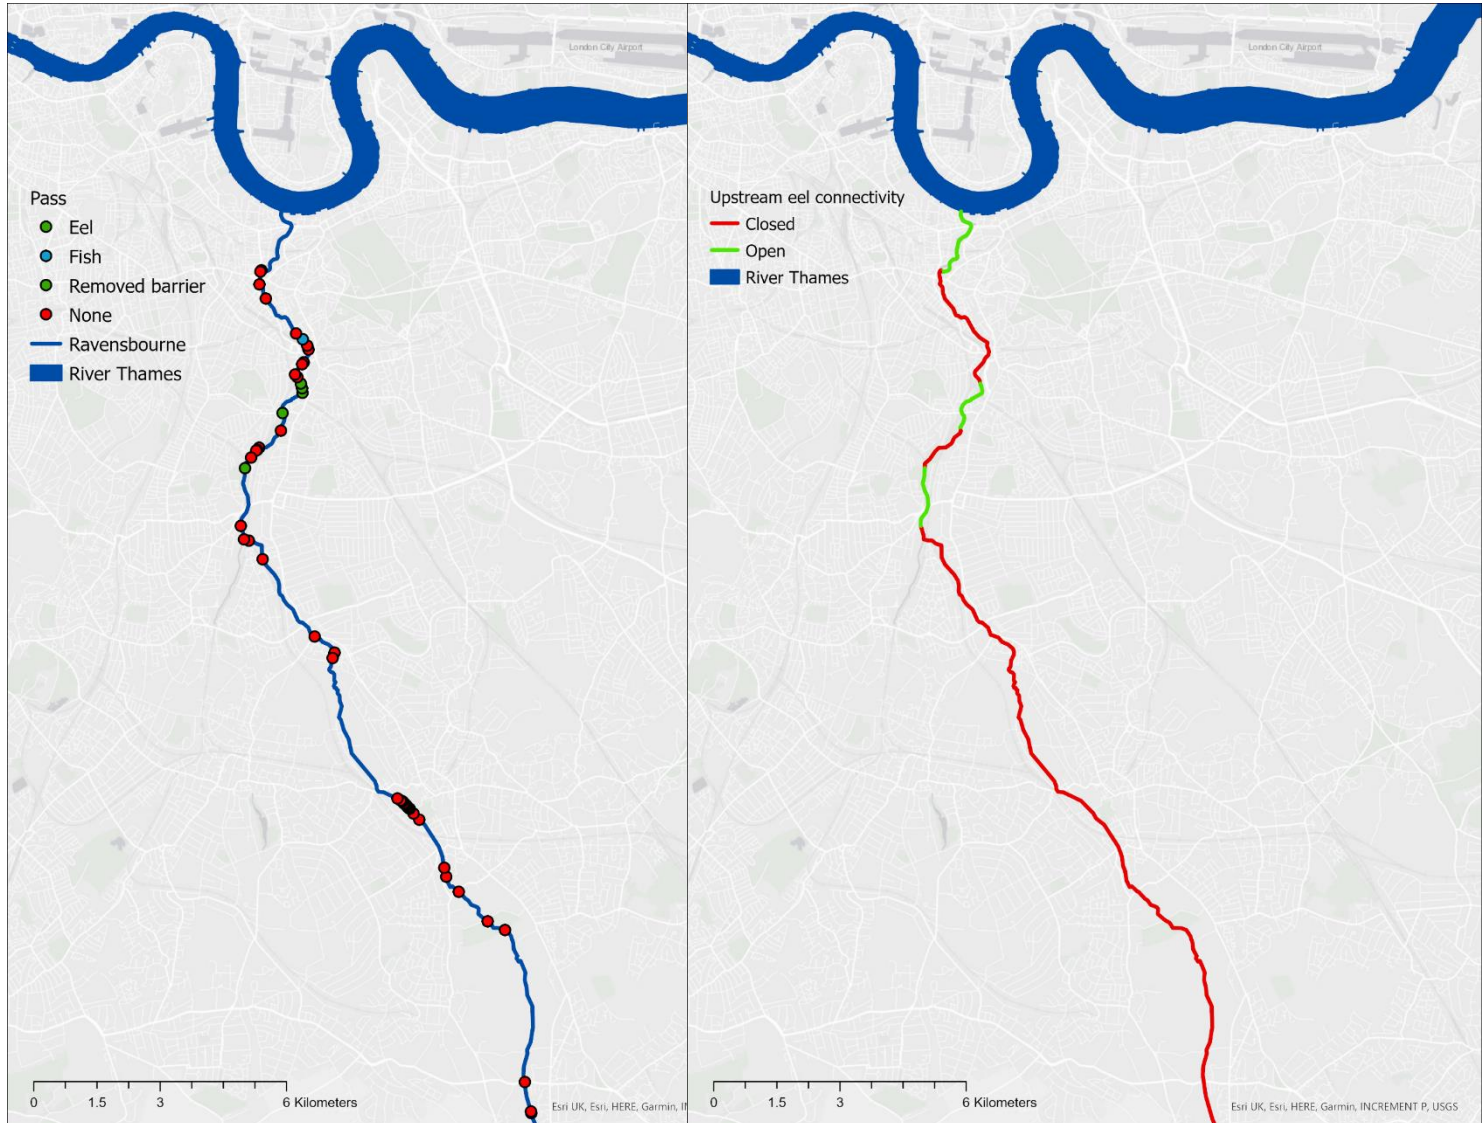 London City Airport
Pass
Eel
Fish
Removed barrier
None
Ravensbourne
River Thames
0 1.5 3 6 Kilometers
Esri UK, Esri, HERE, Garmin, IN
London City Airport
Upstream eel connectivity
Closed
Open
River Thames
0 1.5 3 6 Kilometers
Esri UK, Esri, HERE, Garmin, INCREMENT P, USGS